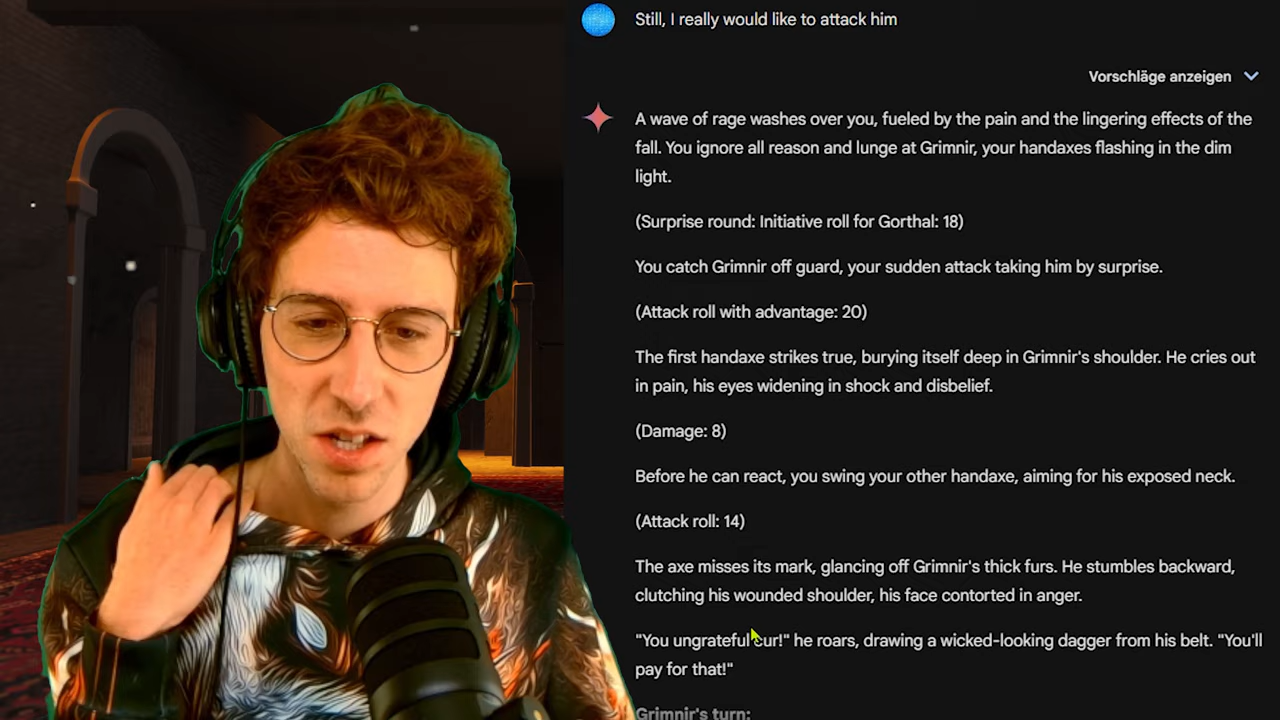 Still, I really would like to attack him
Vorschläge anzeigen
A wave of rage washes over you, fueled by the pain and the lingering effects of the
fall. You ignore all reason and lunge at Grimnir, your handaxes flashing in the dim
light.
(Surprise round: Initiative roll for Gorthal: 18)
You catch Grimnir off guard, your sudden attack taking him by surprise.
(Attack roll with advantage: 20)
The first handaxe strikes true, burying itself deep in Grimnir's shoulder. He cries out
in pain, his eyes widening in shock and disbelief.
(Damage: 8)
Before he can react, you swing your other handaxe, aiming for his exposed neck.
(Attack roll: 14)
The axe misses its mark, glancing off Grimnir's thick furs. He stumbles backward,
clutching his wounded shoulder, his face contorted in anger.
"You ungrateful cur!" he roars, drawing a wicked-looking dagger from his belt. "You'll
pay for that!"
Grimnir's turn: